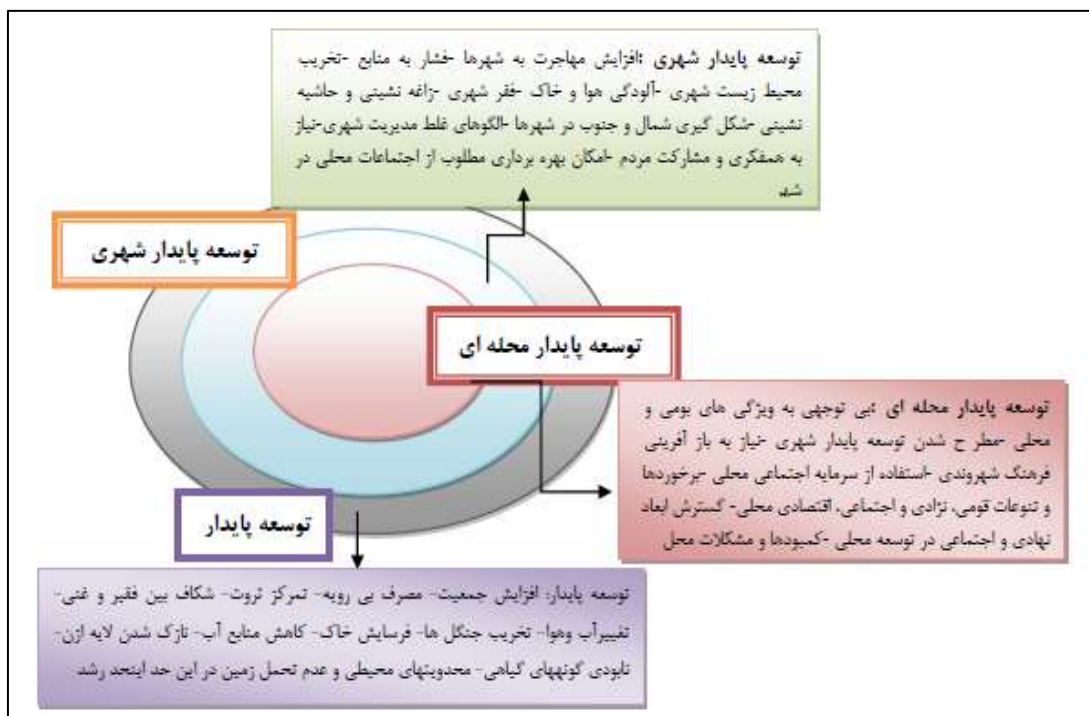 توسعه پایدار شهری :افزایش مهاجرت به شهرها -فشار به منابع -تخریب
محیط زیست شهری -آلودگی هوا و خاک -فقر شهری -زاغه نشینی و حاشیه
نشینی -شکل گیری شمال و جنوب در شهرها -الگوهای غلط مدیریت شهری-نیاز
به همفکری و مشارکت مردم -امکان بهره برداری مطلوب از اجتماعات محلی در
شهر
توسعه پایدار شهری
توسعه پایدار محله ای
توسعه پایدار محله ای :بی توجهی به ویژگی های بومی و
محلی -مطر ح شدن توسعه پایدار شهری -نیاز به باز آفرینی
فرهنگ شهروندی -استفاده از سرمایه اجتماعی محلی -برخوردها
و تنوعات قومی، نژادی و اجتماعی، اقتصادی محلی- گسترش ابعاد
نهادی و اجتماعی در توسعه محلی -کمبودها و مشکلات محل
توسعه پایدار
توسعه پایدار: افزایش جمعیت- مصرف بی رویه- تمرکز ثروت- شکاف بین فقیر و غنی-
تغییرآب وهوا- تخریب جنگل ها- فرسایش خاک- کاهش منابع آب- نازک شدن لایه ازن-
نابودی گونههای گیاهی- محدویتهای محیطی و عدم تحمل زمین در این حد اینحد رشد